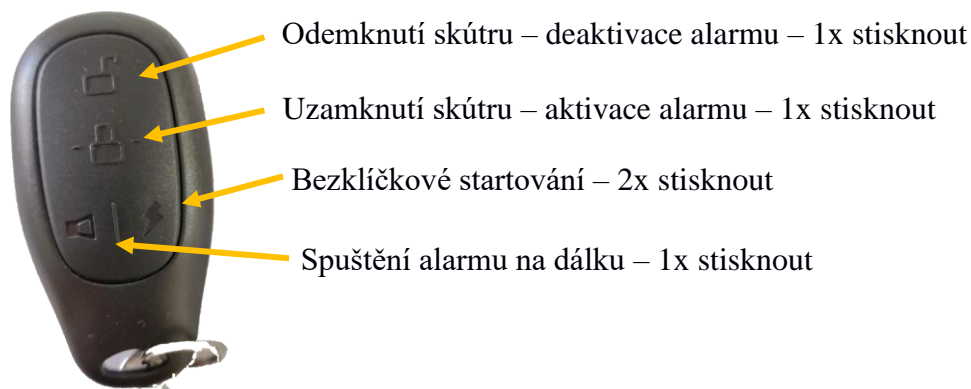 Odemknutí skútru – deaktivace alarmu – 1x stisknout
Uzamknutí skútru – aktivace alarmu – 1x stisknout
Bezklíčkové startování – 2x stisknout
Spuštění alarmu na dálku – 1x stisknout